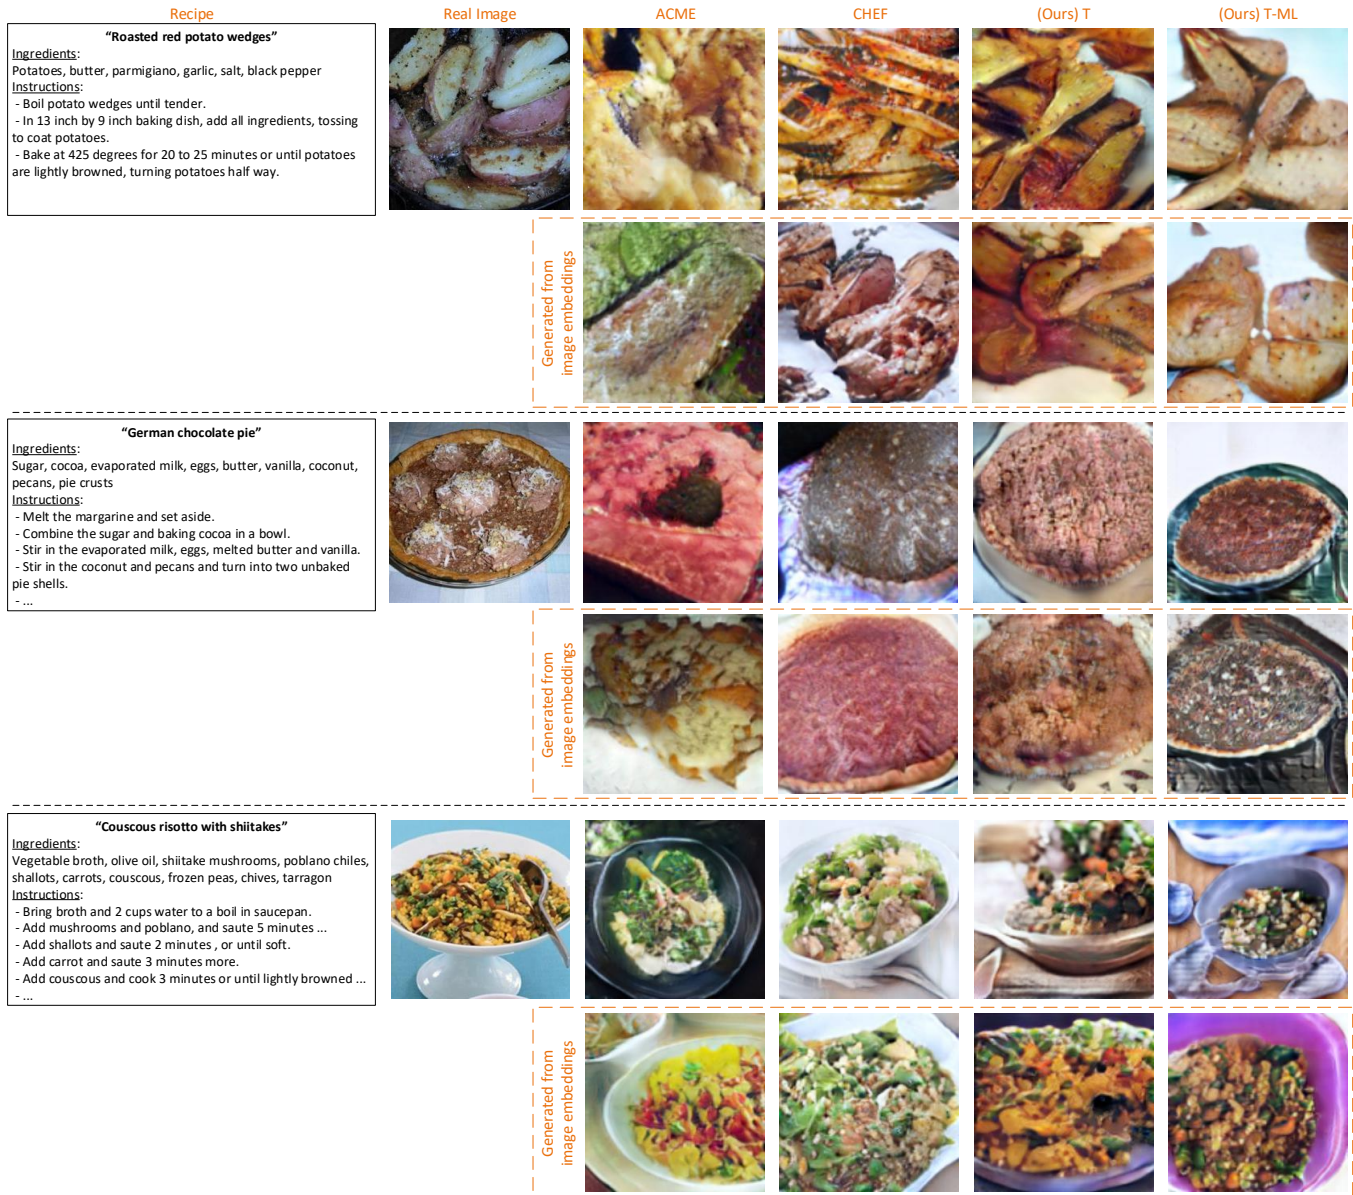 Recipe
Real Image
ACME
CHEF
(Ours) T
(Ours) T-ML
“Roasted red potato wedges”
Ingredients:
Potatoes, butter, parmigiano, garlic, salt, black pepper
Instructions:
- Boil potato wedges until tender.
- In 13 inch by 9 inch baking dish, add all ingredients, tossing
to coat potatoes.
- Bake at 425 degrees for 20 to 25 minutes or until potatoes
are lightly browned, turning potatoes half way.
Generated from
image embeddings
“German chocolate pie”
Ingredients:
Sugar, cocoa, evaporated milk, eggs, butter, vanilla, coconut,
pecans, pie crusts
Instructions:
- Melt the margarine and set aside.
- Combine the sugar and baking cocoa in a bowl.
- Stir in the evaporated milk, eggs, melted butter and vanilla.
- Stir in the coconut and pecans and turn into two unbaked
pie shells.
- ...
Generated from
image embeddings
“Couscous risotto with shiitakes”
Ingredients:
Vegetable broth, olive oil, shiitake mushrooms, poblano chiles,
shallots, carrots, couscous, frozen peas, chives, tarragon
Instructions:
- Bring broth and 2 cups water to a boil in saucepan.
- Add mushrooms and poblano, and saute 5 minutes ...
- Add shallots and saute 2 minutes , or until soft.
- Add carrot and saute 3 minutes more.
- Add couscous and cook 3 minutes or until lightly browned ...
- ...
Generated from
image embeddings